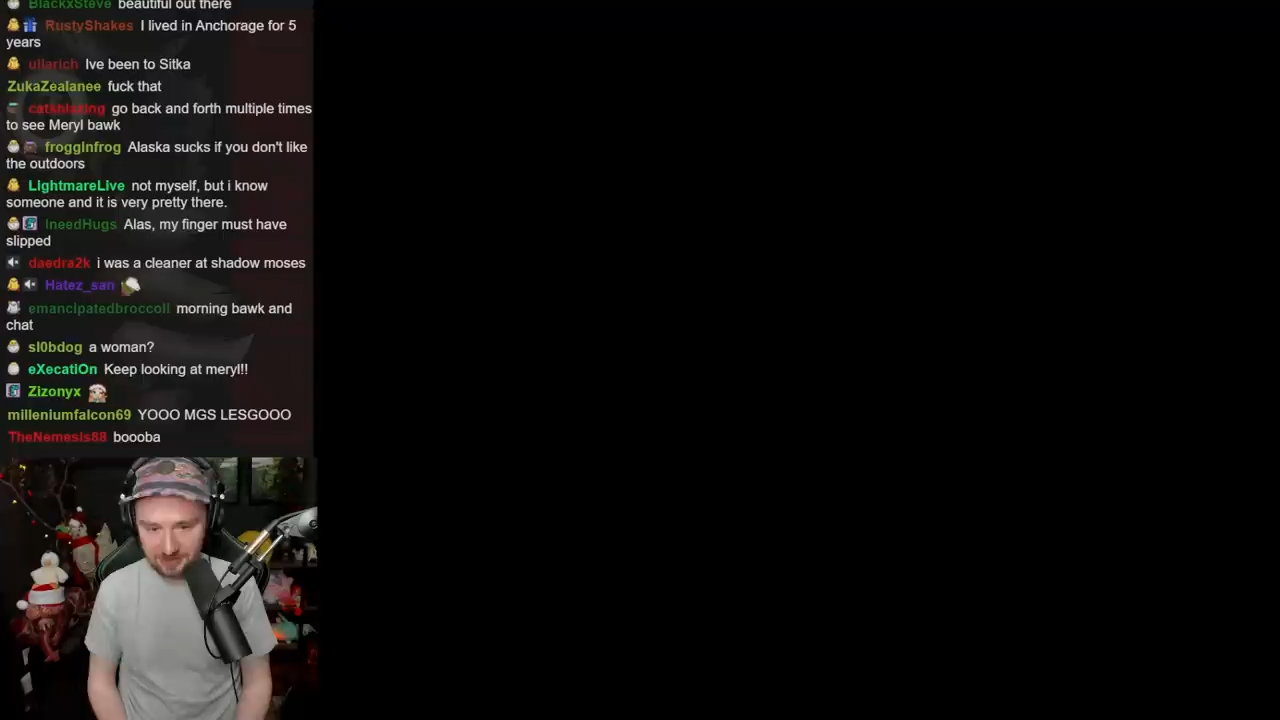 BlackxSteve beautiful out there
RustyShakes I lived in Anchorage for 5
years
ullarich Ive been to Sitka
ZukaZealanee fuck that
catsblazing go back and forth multiple times
to see Meryl bawk
frogginfrog Alaska sucks if you don't like
the outdoors
LightmareLive not myself, but i know
someone and it is very pretty there.
IneedHugs Alas, my finger must have
slipped
daedra2k i was a cleaner at shadow moses
Hatez_san
emancipatedbroccoli morning bawk and
chat
sl0bdog a woman?
eXecatiOn Keep looking at meryl!!
Zizonyx
milleniumfalcon69 YOOO MGS LESGOOO
TheNemesis88 boooba